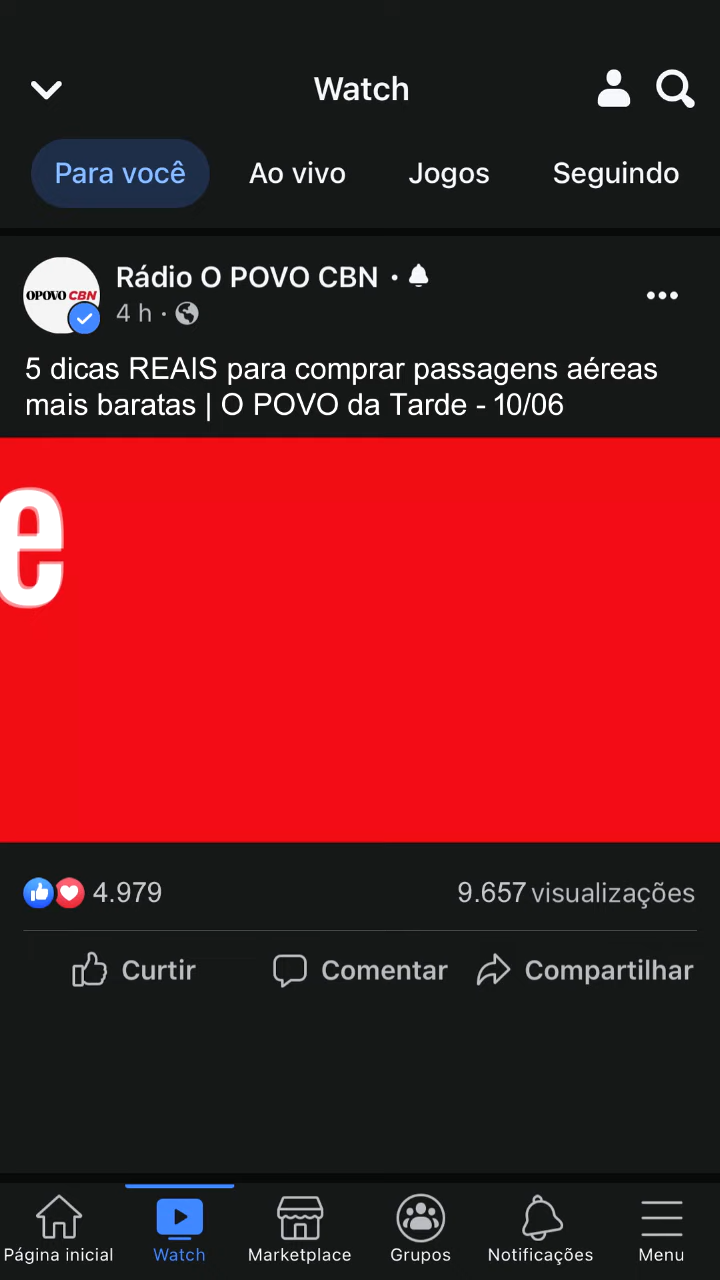 Watch
Para você Ao vivo Jogos Seguindo
Rádio O POVO CBN
OPOVO CBN
4 h
5 dicas REAIS para comprar passagens aéreas
mais baratas | O POVO da Tarde - 10/06
e
4.979 9.657 visualizações
Curtir Comentar Compartilhar
Página inicial Watch Marketplace Grupos Notificações Menu